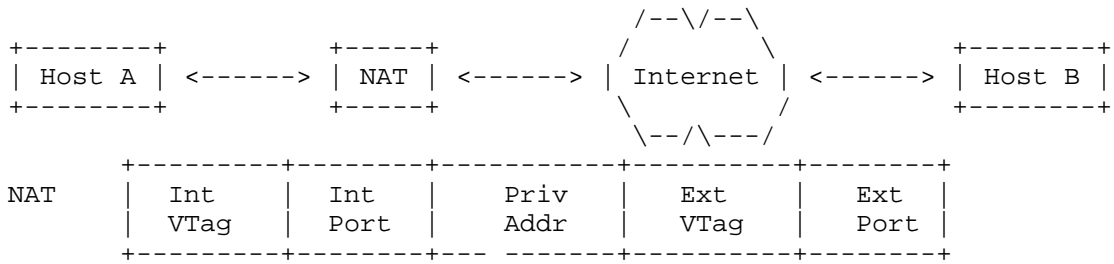 Host A <------> NAT <------> Internet <------> Host B
NAT Int Int Priv Ext Ext
VTag Port Addr VTag Port